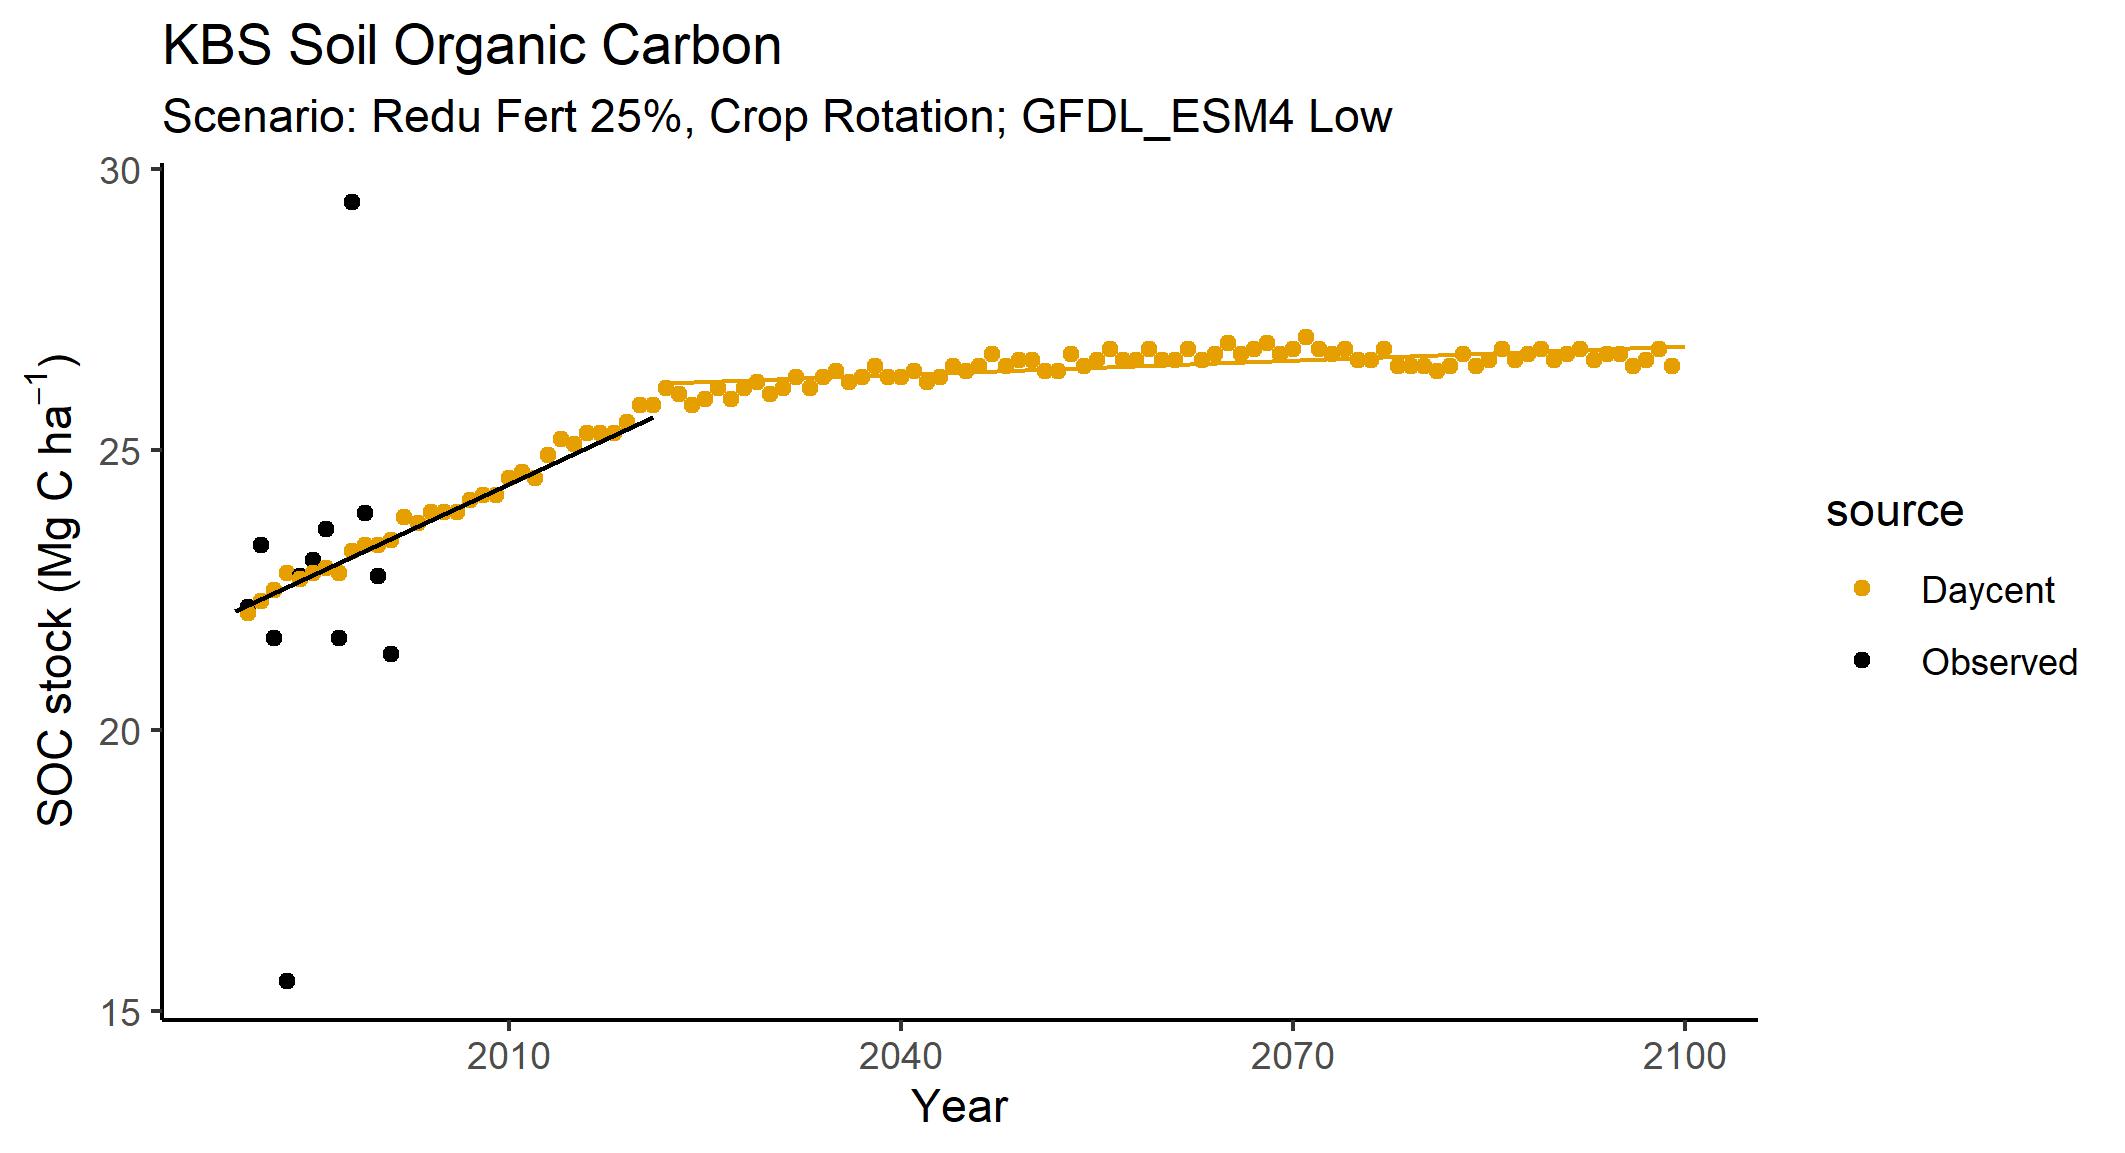 KBS Soil Organic Carbon
Scenario: Redu Fert 25%, Crop Rotation; GFDL_ESM4 Low
SOC stock (Mg C ha⁻¹)
30
25
20
15
2010
2040
2070
2100
Year
source
Daycent
Observed